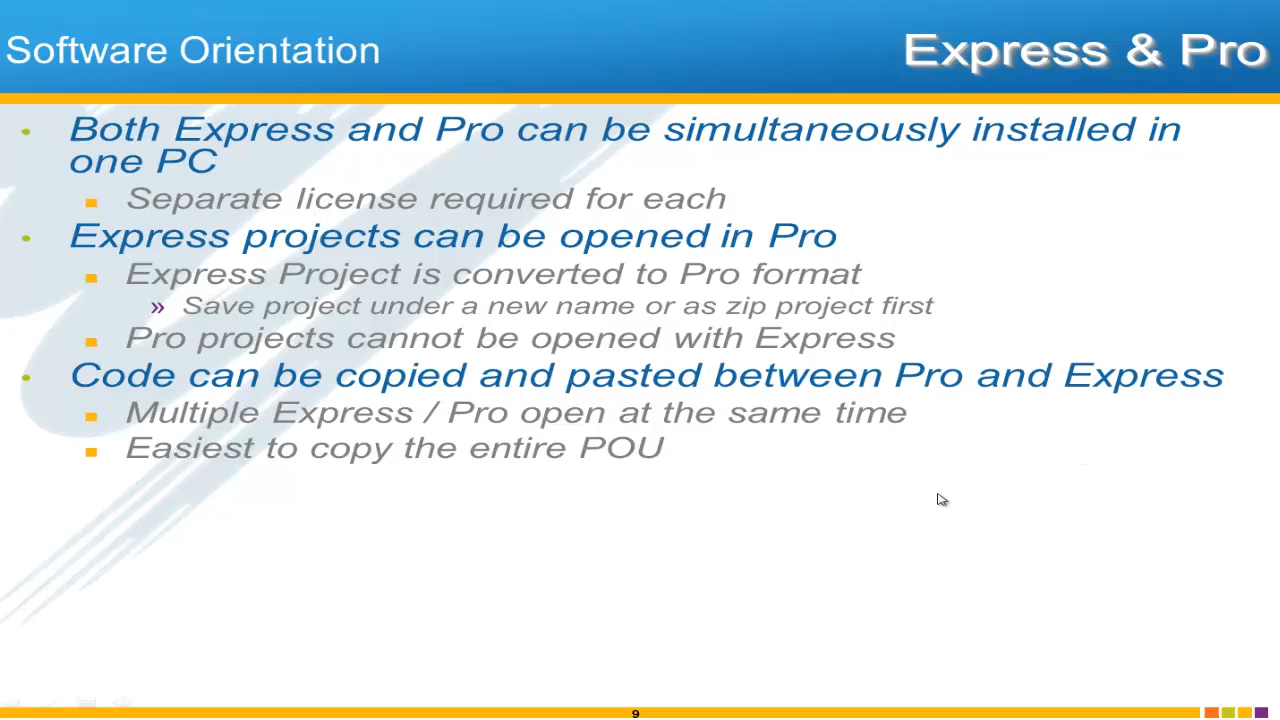 Software Orientation
Express & Pro
• Both Express and Pro can be simultaneously installed in
one PC
■ Separate license required for each
• Express projects can be opened in Pro
■ Express Project is converted to Pro format
» Save project under a new name or as zip project first
■ Pro projects cannot be opened with Express
• Code can be copied and pasted between Pro and Express
■ Multiple Express / Pro open at the same time
■ Easiest to copy the entire POU
9